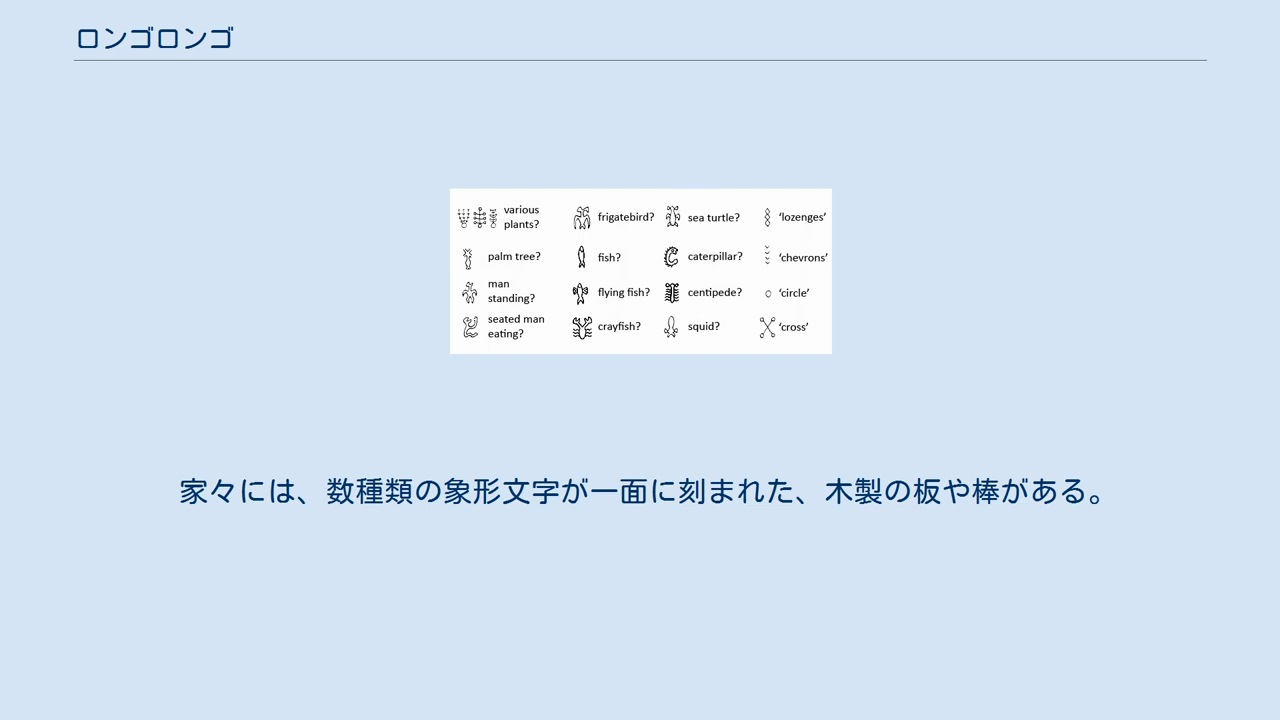 ロンゴロンゴ
various plants?
frigatebird?
sea turtle?
‘lozenges’
palm tree?
fish?
caterpillar?
‘chevrons’
man standing?
flying fish?
centipede?
‘circle’
seated man eating?
crayfish?
squid?
‘cross’
家々には、数種類の象形文字が一面に刻まれた、木製の板や棒がある。